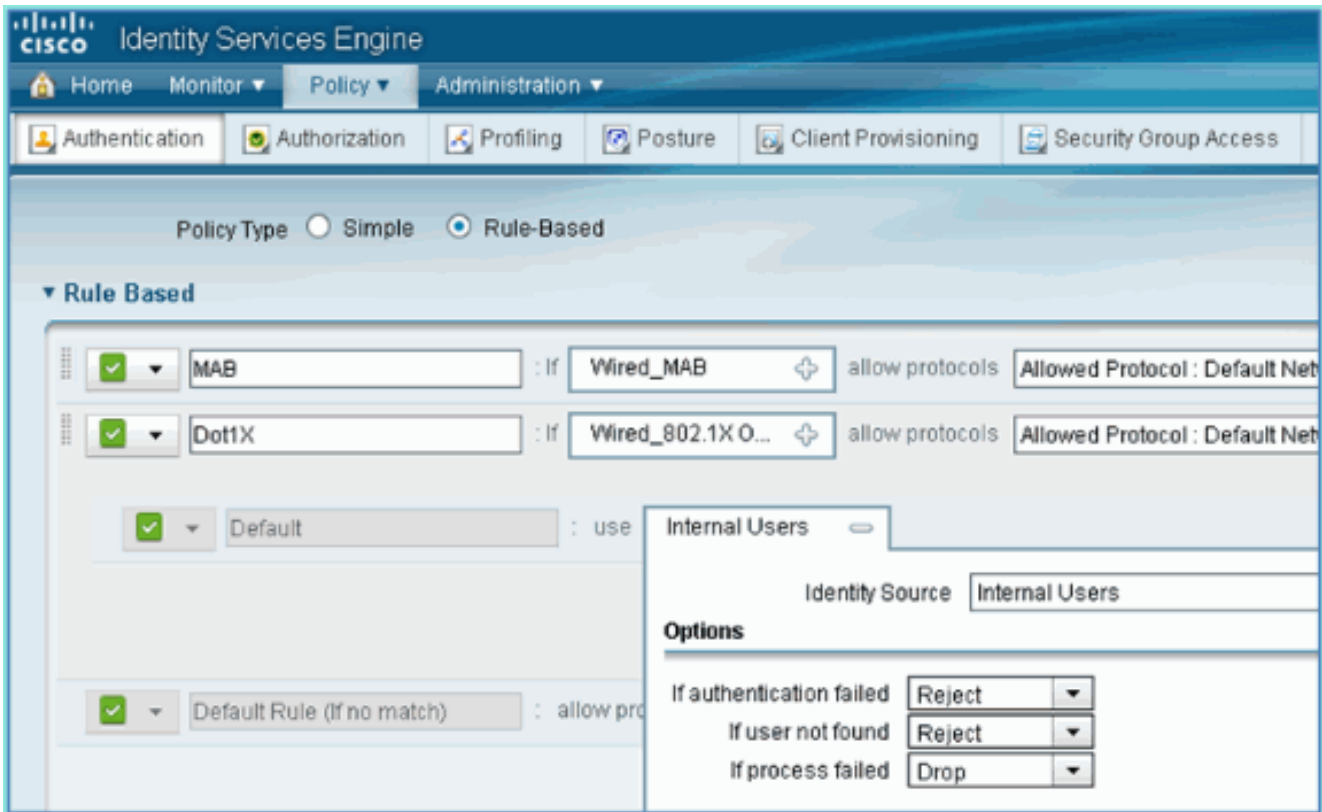 CISCO Identity Services Engine
Home Monitor Policy Administration
Authentication Authorization Profiling Posture Client Provisioning Security Group Access
Policy Type Simple Rule-Based
Rule Based
MAB : If Wired_MAB allow protocols Allowed Protocol : Default Net
Dot1X : If Wired_802.1X O... allow protocols Allowed Protocol : Default Net
Default : use Internal Users
Identity Source Internal Users
Options
If authentication failed Reject
If user not found Reject
Default Rule (If no match) : allow pro
If process failed Drop